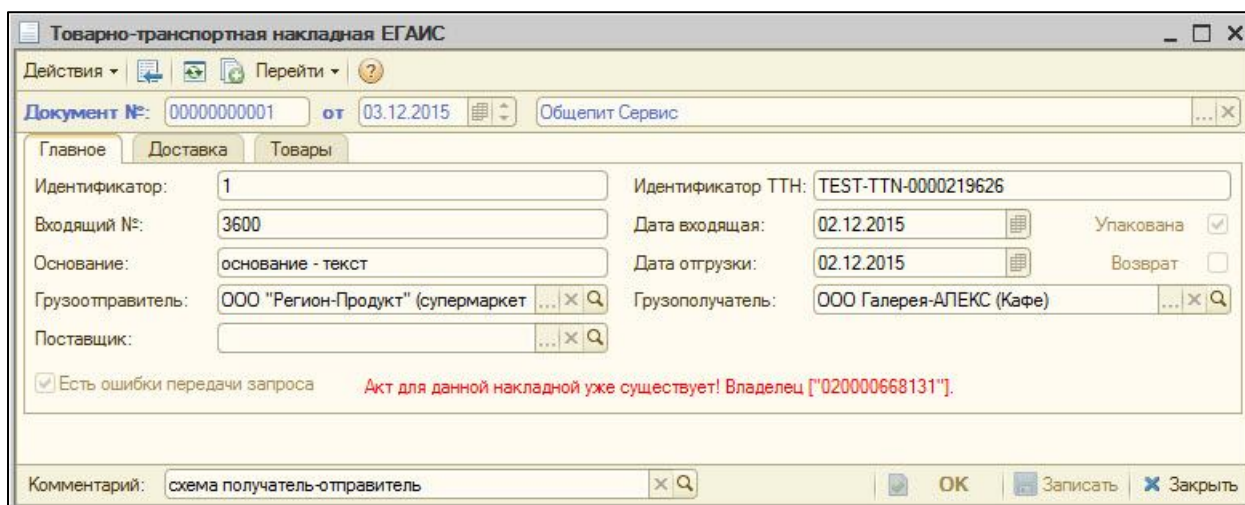 Товарно-транспортная накладная ЕГАИС
Действия Перейти
Документ №: 00000000001 от 03.12.2015 Общепит Сервис
Главное Доставка Товары
Идентификатор: 1 Идентификатор ТТН: TEST-TTN-0000219626
Входящий №: 3600 Дата входящая: 02.12.2015 Упакована
Основание: основание - текст Дата отгрузки: 02.12.2015 Возврат
Грузоотправитель: ООО "Регион-Продукт" (супермаркет ... Грузополучатель: ООО Галерея-АЛЕКС (Кафе) ...
Поставщик: ...
Есть ошибки передачи запроса Акт для данной накладной уже существует! Владелец ["020000668131"].
Комментарий: схема получатель-отправитель OK Записать Закрыть